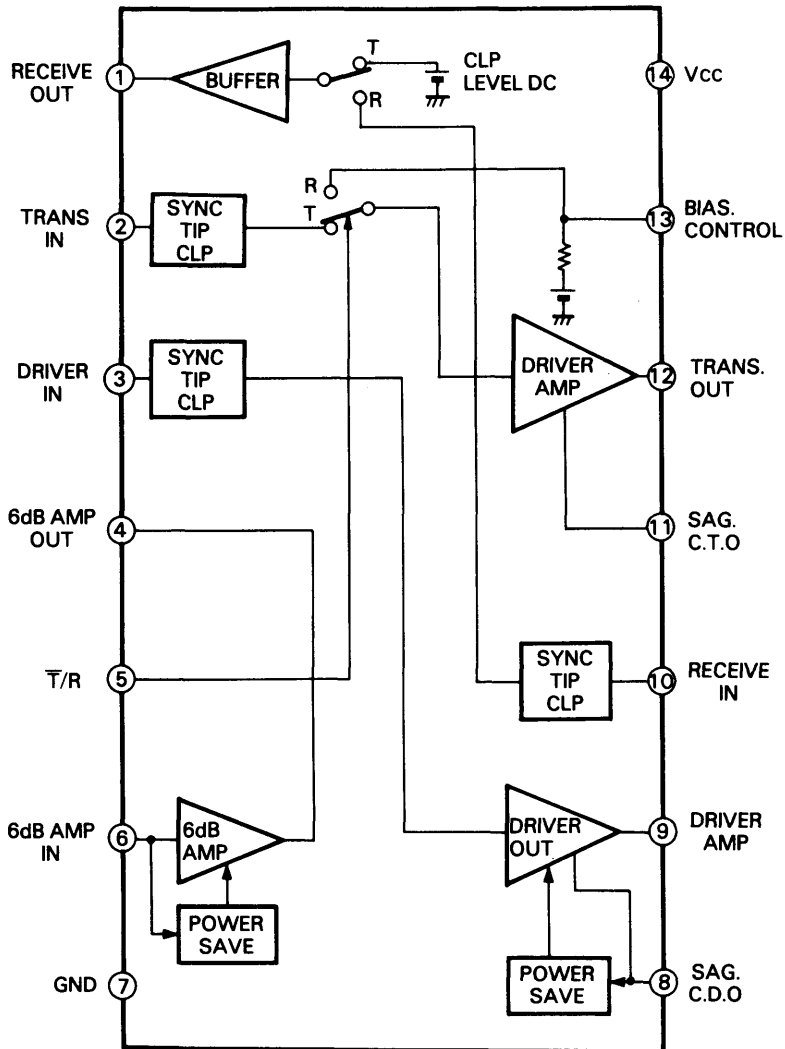 RECEIVE
OUT
1
BUFFER
T
R
CLP
LEVEL DC
14
Vcc
TRANS
IN
2
SYNC
TIP
CLP
R
T
13
BIAS.
CONTROL
DRIVER
IN
3
SYNC
TIP
CLP
DRIVER
AMP
12
TRANS.
OUT
6dB AMP
OUT
4
11
SAG.
C.T.O
T̅/R
5
SYNC
TIP
CLP
10
RECEIVE
IN
6dB AMP
IN
6
6dB
AMP
POWER
SAVE
DRIVER
OUT
9
DRIVER
AMP
GND
7
POWER
SAVE
8
SAG.
C.D.O